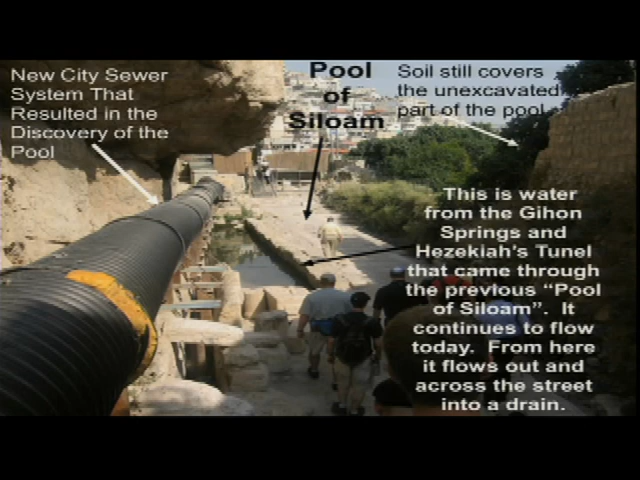 New City Sewer
System That
Resulted in the
Discovery of the
Pool
Pool
of
Siloam
Soil still covers
the unexcavated
part of the pool
This is water
from the Gihon
Springs and
Hezekiah's Tunel
that came through
the previous “Pool
of Siloam”. It
continues to flow
today. From here
it flows out and
across the street
into a drain.